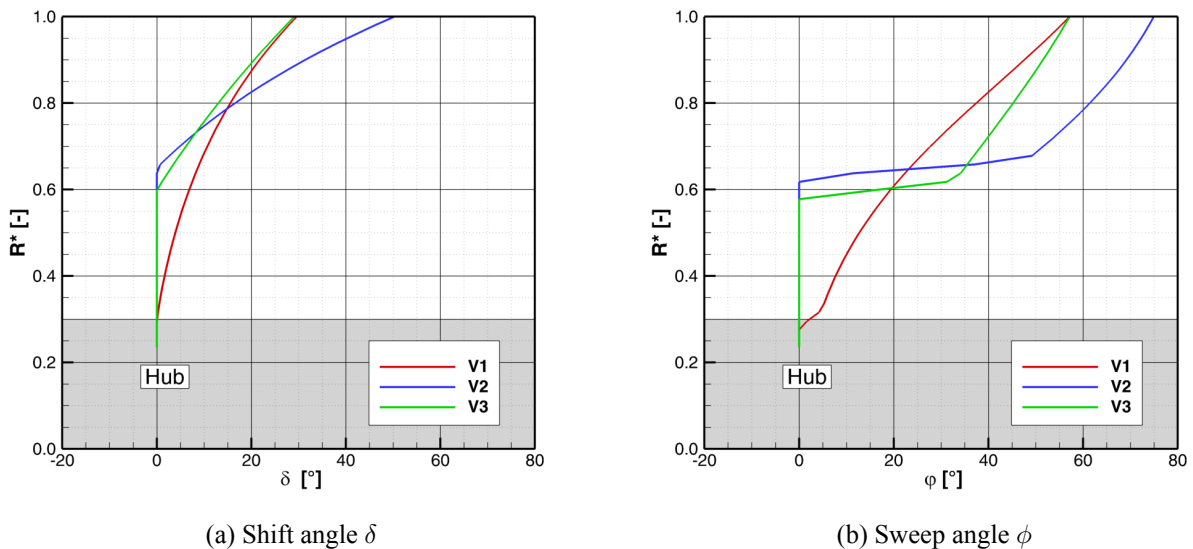 1.0
0.8
0.6
0.4
0.2
0.0
R* [-]
Hub
V1
V2
V3
-20 0 20 40 60 80
δ [°]
(a) Shift angle δ
1.0
0.8
0.6
0.4
0.2
0.0
R* [-]
Hub
V1
V2
V3
-20 0 20 40 60 80
φ [°]
(b) Sweep angle ϕ